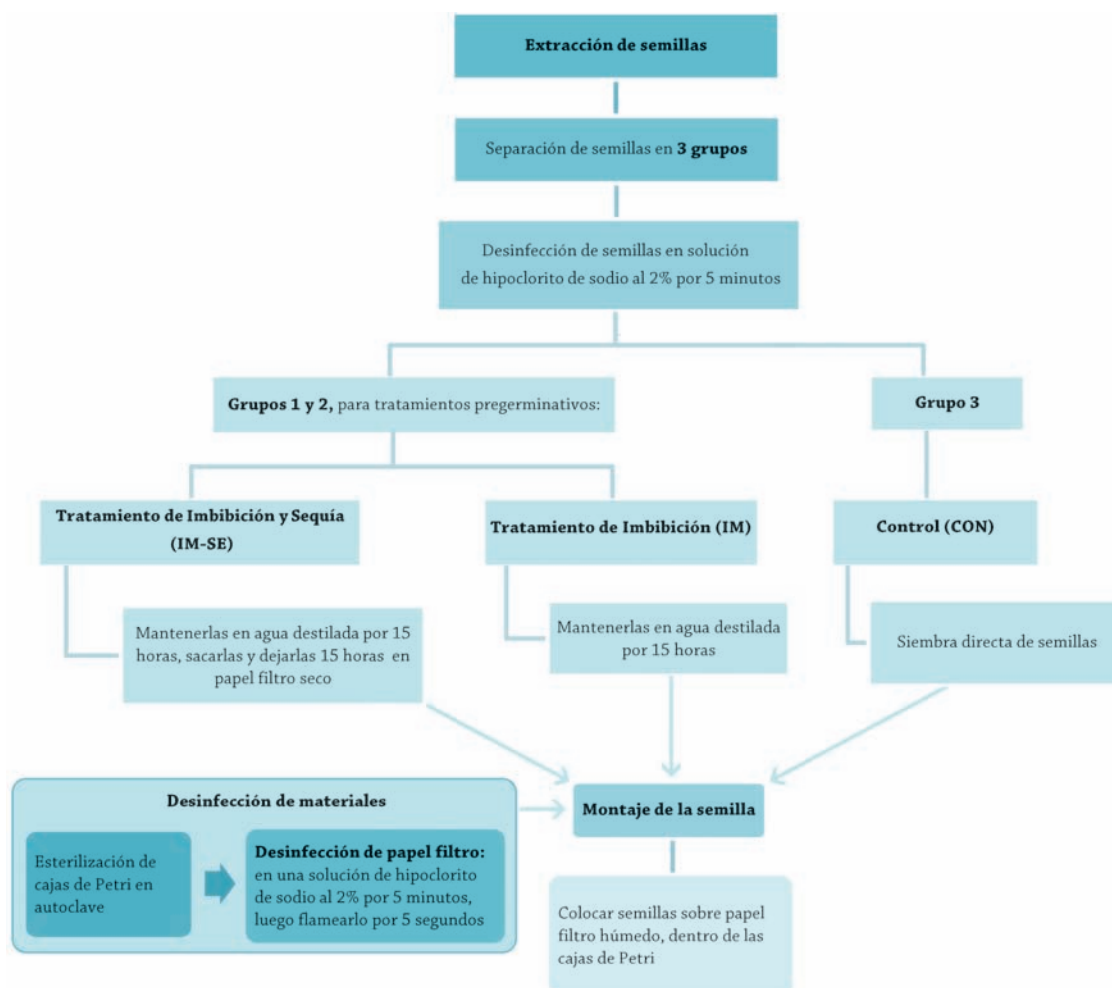 Extracción de semillas
Separación de semillas en 3 grupos
Desinfección de semillas en solución
de hipoclorito de sodio al 2% por 5 minutos
Grupos 1 y 2, para tratamientos pregerminativos:
Grupo 3
Tratamiento de Imbibición y Sequía
(IM-SE)
Tratamiento de Imbibición (IM)
Control (CON)
Mantenerlas en agua destilada por 15
horas, sacarlas y dejarlas 15 horas en
papel filtro seco
Mantenerlas en agua destilada
por 15 horas
Siembra directa de semillas
Desinfección de materiales
Esterilización de
cajas de Petri en
autoclave
Desinfección de papel filtro:
en una solución de hipoclorito
de sodio al 2% por 5 minutos,
luego flamearlo por 5 segundos
Montaje de la semilla
Colocar semillas sobre papel
filtro húmedo, dentro de las
cajas de Petri